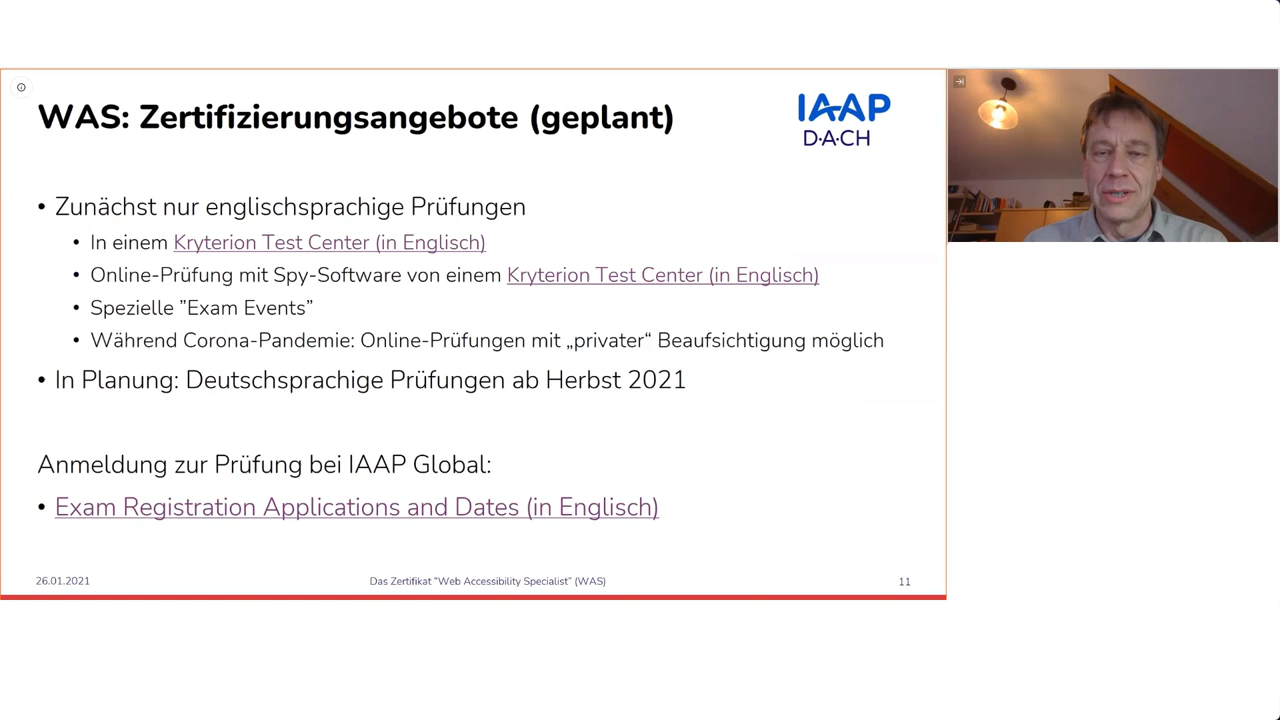 WAS: Zertifizierungsangebote (geplant)
IAAP
D·A·CH
• Zunächst nur englischsprachige Prüfungen
• In einem Kryterion Test Center (in Englisch)
• Online-Prüfung mit Spy-Software von einem Kryterion Test Center (in Englisch)
• Spezielle ”Exam Events”
• Während Corona-Pandemie: Online-Prüfungen mit „privater“ Beaufsichtigung möglich
• In Planung: Deutschsprachige Prüfungen ab Herbst 2021
Anmeldung zur Prüfung bei IAAP Global:
• Exam Registration Applications and Dates (in Englisch)
26.01.2021
Das Zertifikat "Web Accessibility Specialist" (WAS)
11